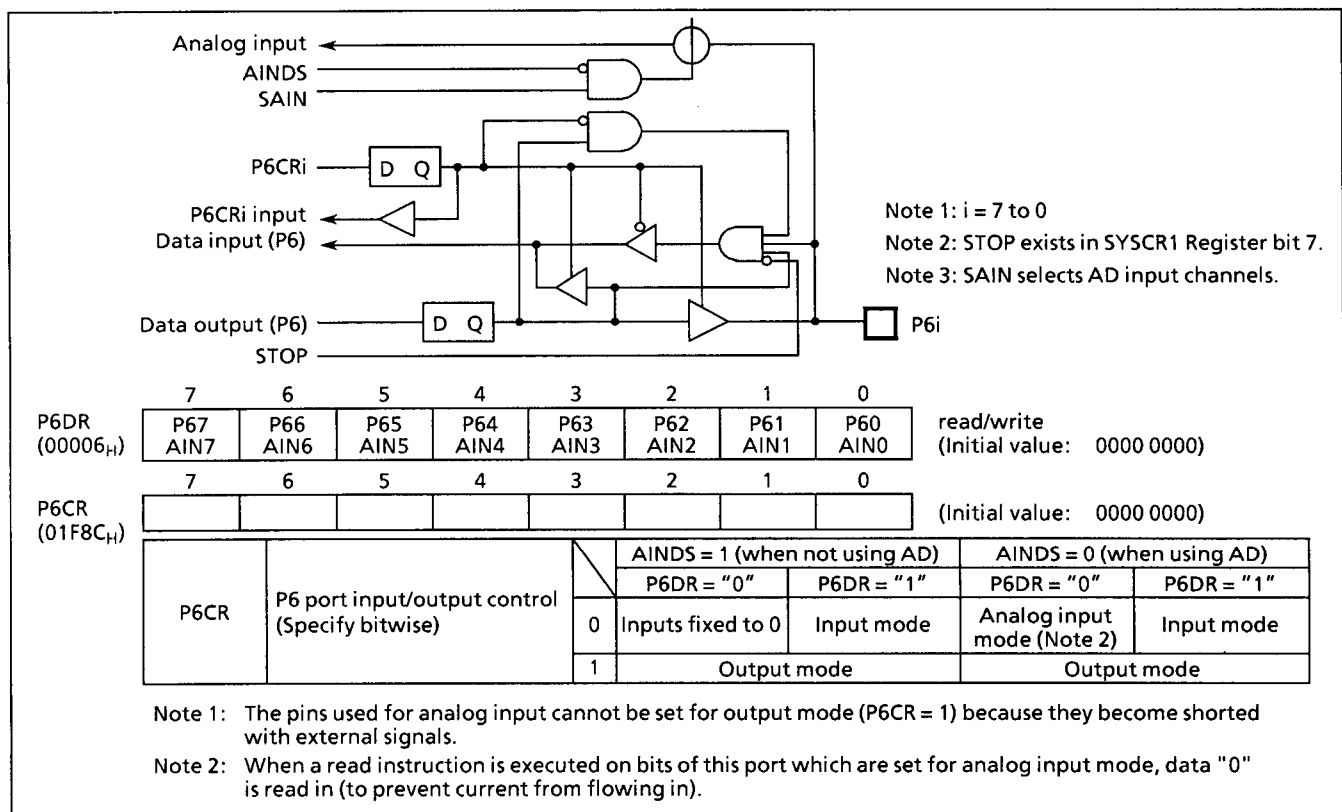 Analog input
AINDS
SAIN
P6CRi
D Q
P6CRi input
Data input (P6)
Note 1: i = 7 to 0
Note 2: STOP exists in SYSCR1 Register bit 7.
Note 3: SAIN selects AD input channels.
Data output (P6)
D Q
P6i
STOP
7 6 5 4 3 2 1 0
P6DR P67 P66 P65 P64 P63 P62 P61 P60 read/write
(00006H) AIN7 AIN6 AIN5 AIN4 AIN3 AIN2 AIN1 AIN0 (Initial value: 0000 0000)
7 6 5 4 3 2 1 0
P6CR (Initial value: 0000 0000)
(01F8CH)
AINDS = 1 (when not using AD) AINDS = 0 (when using AD)
P6DR = "0" P6DR = "1" P6DR = "0" P6DR = "1"
P6CR
P6 port input/output control
(Specify bitwise)
0 Inputs fixed to 0 Input mode Analog input
mode (Note 2) Input mode
1 Output mode Output mode
Note 1: The pins used for analog input cannot be set for output mode (P6CR = 1) because they become shorted
with external signals.
Note 2: When a read instruction is executed on bits of this port which are set for analog input mode, data "0"
is read in (to prevent current from flowing in).